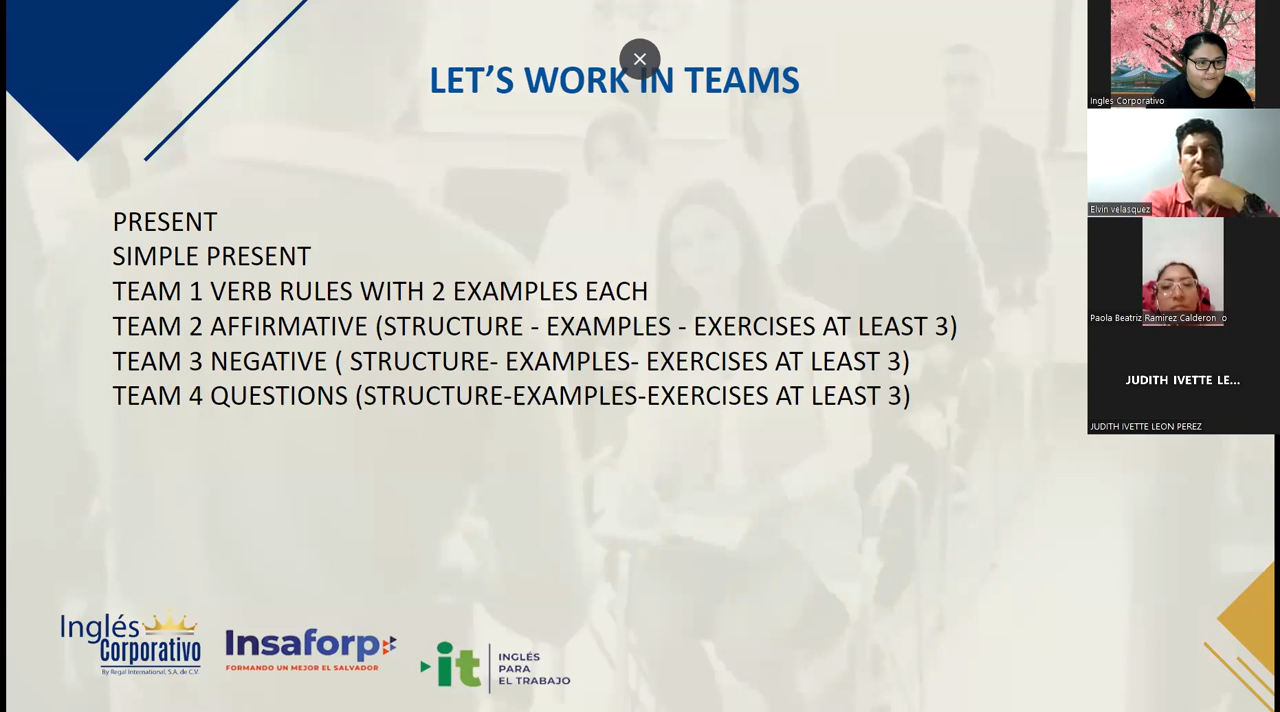 LET'S WORK IN TEAMS
PRESENT
SIMPLE PRESENT
TEAM 1 VERB RULES WITH 2 EXAMPLES EACH
TEAM 2 AFFIRMATIVE (STRUCTURE - EXAMPLES - EXERCISES AT LEAST 3)
TEAM 3 NEGATIVE ( STRUCTURE- EXAMPLES- EXERCISES AT LEAST 3)
TEAM 4 QUESTIONS (STRUCTURE-EXAMPLES-EXERCISES AT LEAST 3)
Inglés
Corporativo
By Regal International, S.A. de C.V.
Insaforp
FORMANDO UN MEJOR EL SALVADOR
it
INGLÉS
PARA
EL TRABAJO
Ingles Corporativo
Elvin velasquez
Paola Beatriz Ramirez Calderon o
JUDITH IVETTE LE...
JUDITH IVETTE LEON PEREZ